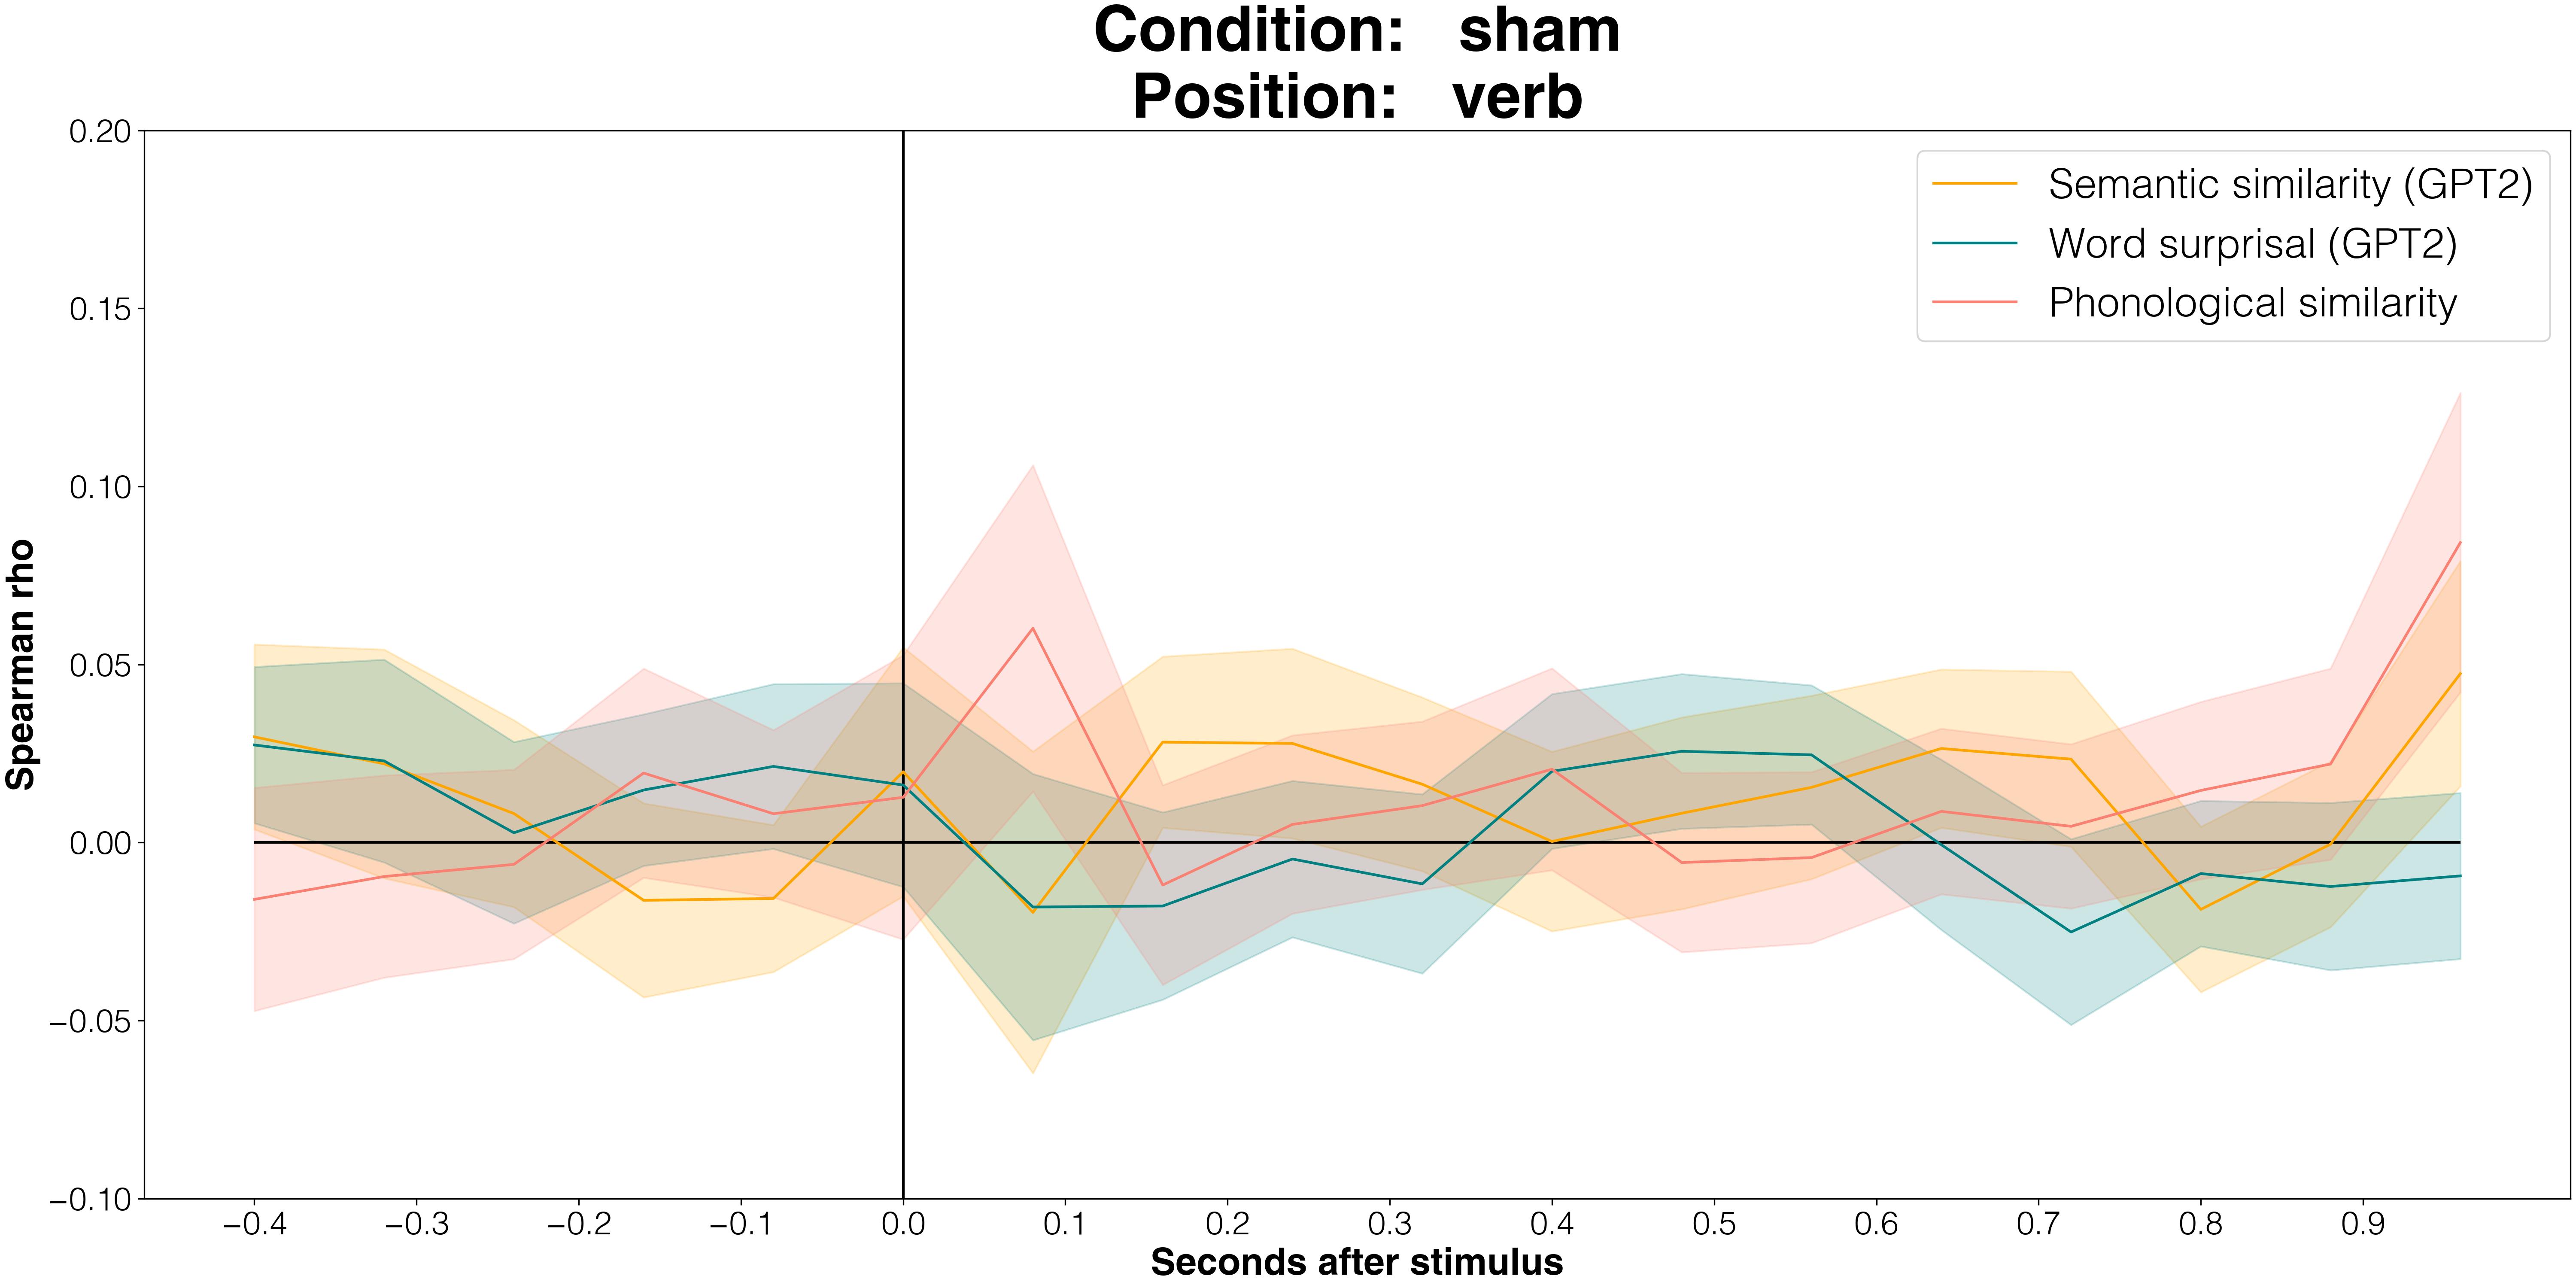 Condition: sham
Position: verb
0.20
0.15
0.10
0.05
0.00
−0.05
−0.10
Spearman rho
Semantic similarity (GPT2)
Word surprisal (GPT2)
Phonological similarity
−0.4 −0.3 −0.2 −0.1 0.0 0.1 0.2 0.3 0.4 0.5 0.6 0.7 0.8 0.9
Seconds after stimulus